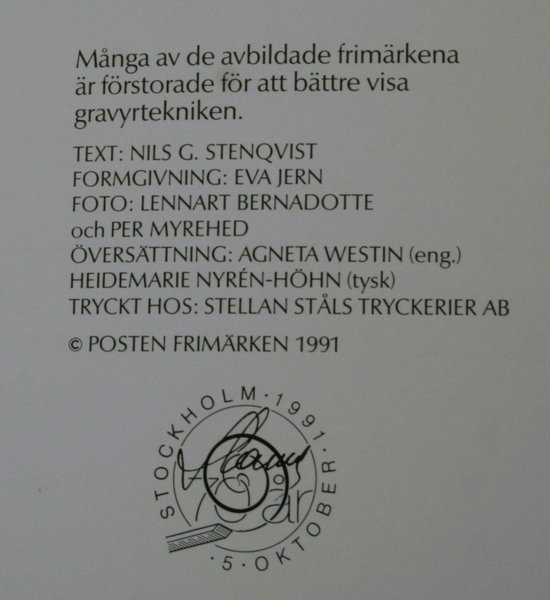 Många av de avbildade frimärkena
är förstorade för att bättre visa
gravyrtekniken.
TEXT: NILS G. STENQVIST
FORMGIVNING: EVA JERN
FOTO: LENNART BERNADOTTE
och PER MYREHED
ÖVERSÄTTNING: AGNETA WESTIN (eng.)
HEIDEMARIE NYRÉN-HÖHN (tysk)
TRYCKT HOS: STELLAN STÅLS TRYCKERIER AB
© POSTEN FRIMÄRKEN 1991
STOCKHOLM · 1991 ·
år
· 5 · OKTOBER ·